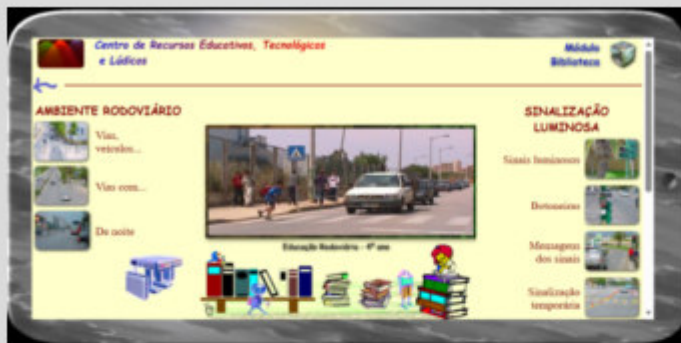 Centro de Recursos Educativos, Tecnológicos
e Lúdicos
Módulo
Biblioteca
AMBIENTE RODOVIÁRIO
Vias,
veículos...
Vias com...
De noite
Educação Rodoviária - 4º ano
SINALIZAÇÃO
LUMINOSA
Sinais luminosos
Botoneiras
Mensagens
dos sinais
Sinalização
temporária